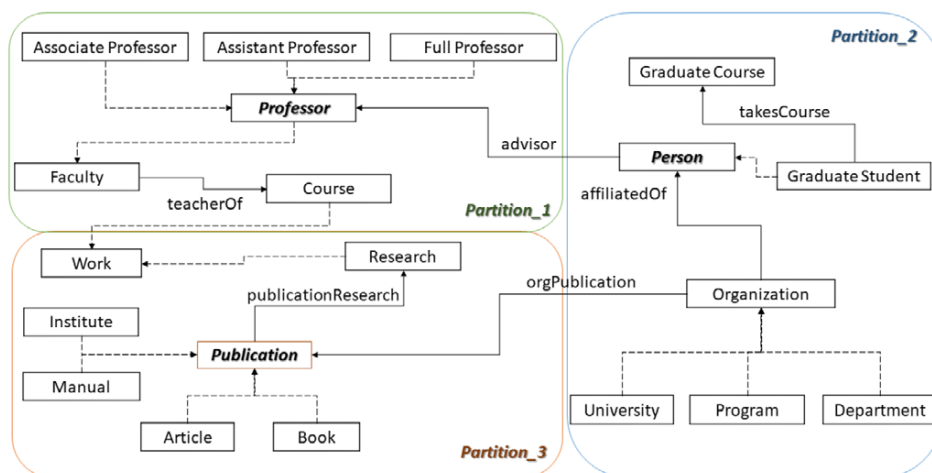 Associate Professor
Assistant Professor
Full Professor
Partition_2
Graduate Course
Professor
takesCourse
advisor
Person
Faculty
Course
Graduate Student
teacherOf
affiliatedOf
Partition_1
Work
Research
orgPublication
publicationResearch
Organization
Institute
Publication
Manual
University
Program
Department
Article
Book
Partition_3